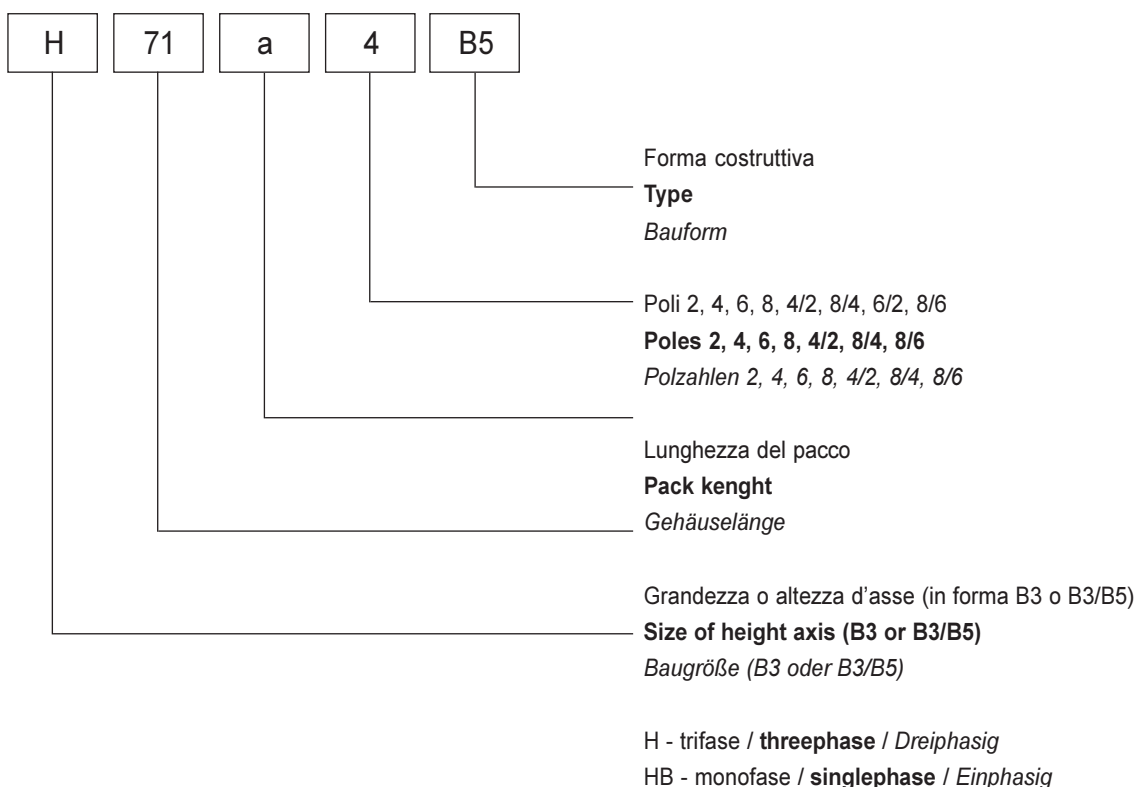 H 71 a 4 B5
Forma costruttiva
Type
Bauform
Poli 2, 4, 6, 8, 4/2, 8/4, 6/2, 8/6
Poles 2, 4, 6, 8, 4/2, 8/4, 8/6
Polzahlen 2, 4, 6, 8, 4/2, 8/4, 8/6
Lunghezza del pacco
Pack kenght
Gehäuselänge
Grandezza o altezza d’asse (in forma B3 o B3/B5)
Size of height axis (B3 or B3/B5)
Baugröße (B3 oder B3/B5)
H - trifase / threephase / Dreiphasig
HB - monofase / singlephase / Einphasig